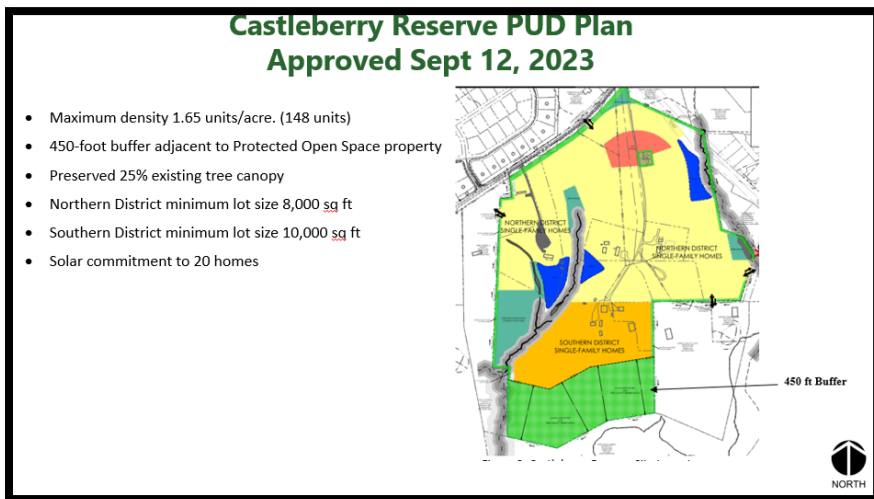 Castleberry Reserve PUD Plan
Approved Sept 12, 2023
• Maximum density 1.65 units/acre. (148 units)
• 450-foot buffer adjacent to Protected Open Space property
• Preserved 25% existing tree canopy
• Northern District minimum lot size 8,000 sq ft
• Southern District minimum lot size 10,000 sq ft
• Solar commitment to 20 homes
NORTHERN DISTRICT
SINGLE-FAMILY HOMES
NORTHERN DISTRICT
SINGLE-FAMILY HOMES
SOUTHERN DISTRICT
SINGLE-FAMILY HOMES
450 ft Buffer
NORTH